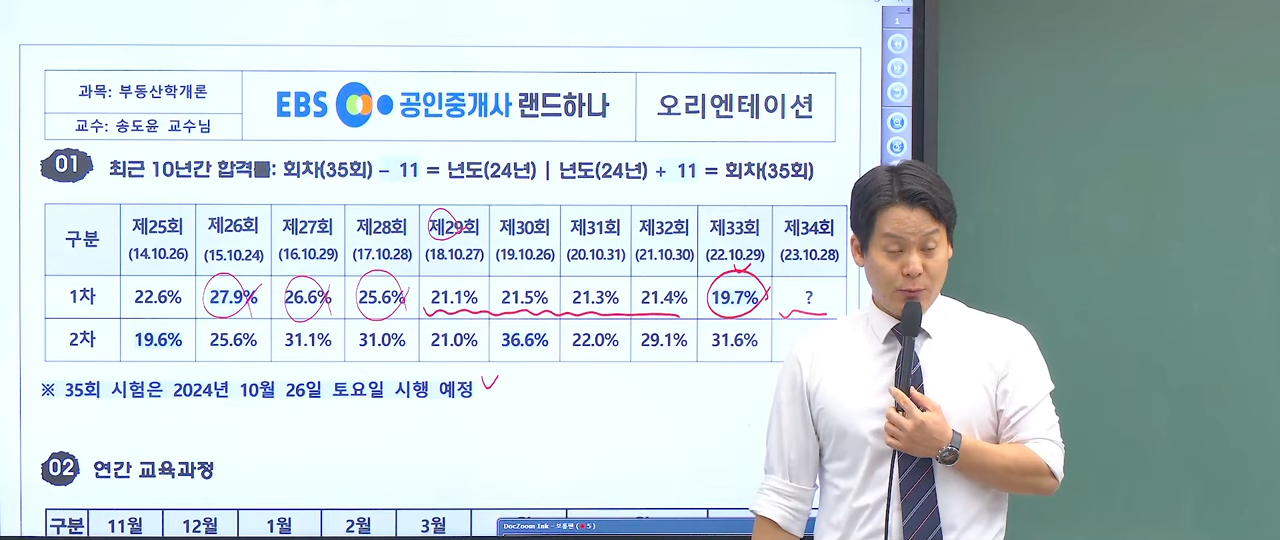 과목: 부동산학개론
교수: 송도윤 교수님
EBS 공인중개사 랜드하나
오리엔테이션
01 최근 10년간 합격률: 회차(35회) - 11 = 년도(24년) | 년도(24년) + 11 = 회차(35회)
구분 제25회 제26회 제27회 제28회 제29회 제30회 제31회 제32회 제33회 제34회
(14.10.26) (15.10.24) (16.10.29) (17.10.28) (18.10.27) (19.10.26) (20.10.31) (21.10.30) (22.10.29) (23.10.28)
1차 22.6% 27.9% 26.6% 25.6% 21.1% 21.5% 21.3% 21.4% 19.7% ?
2차 19.6% 25.6% 31.1% 31.0% 21.0% 36.6% 22.0% 29.1% 31.6%
※ 35회 시험은 2024년 10월 26일 토요일 시행 예정
02 연간 교육과정
구분 11월 12월 1월 2월 3월
DocZoom Ink - 보통펜 ( 5 )
1